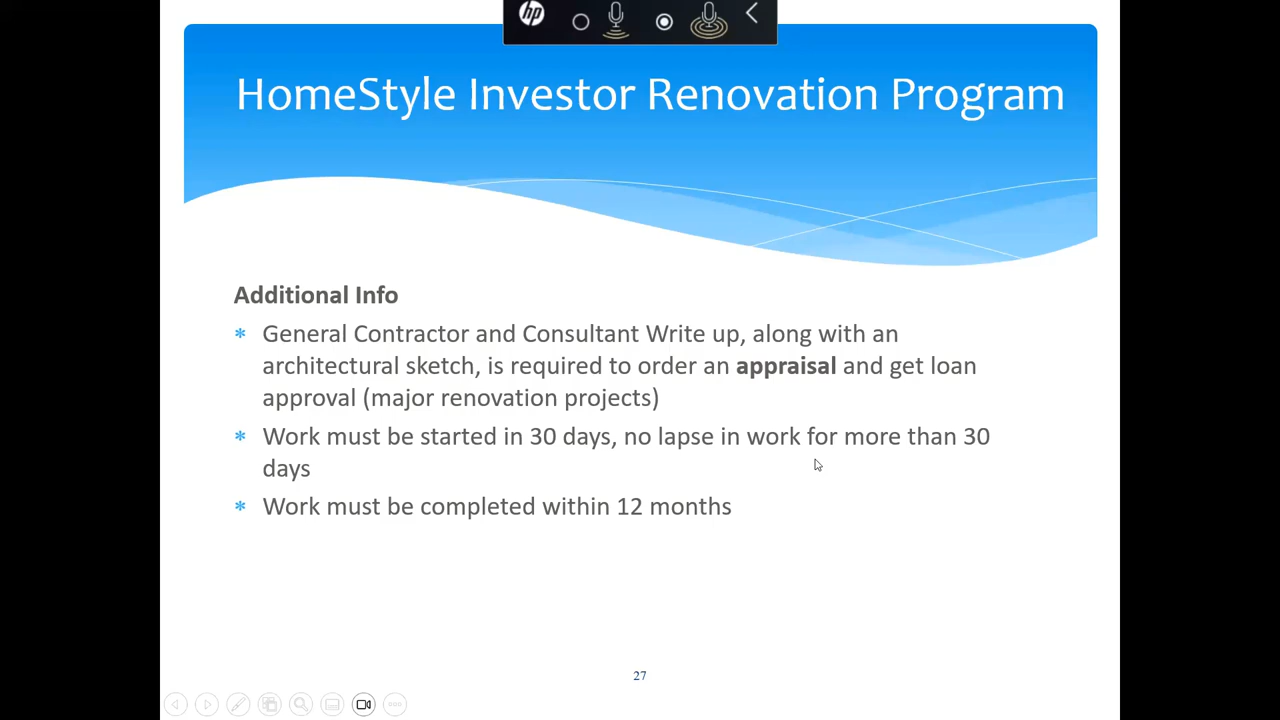 hp
HomeStyle Investor Renovation Program
Additional Info
* General Contractor and Consultant Write up, along with an
architectural sketch, is required to order an appraisal and get loan
approval (major renovation projects)
* Work must be started in 30 days, no lapse in work for more than 30
days
* Work must be completed within 12 months
27